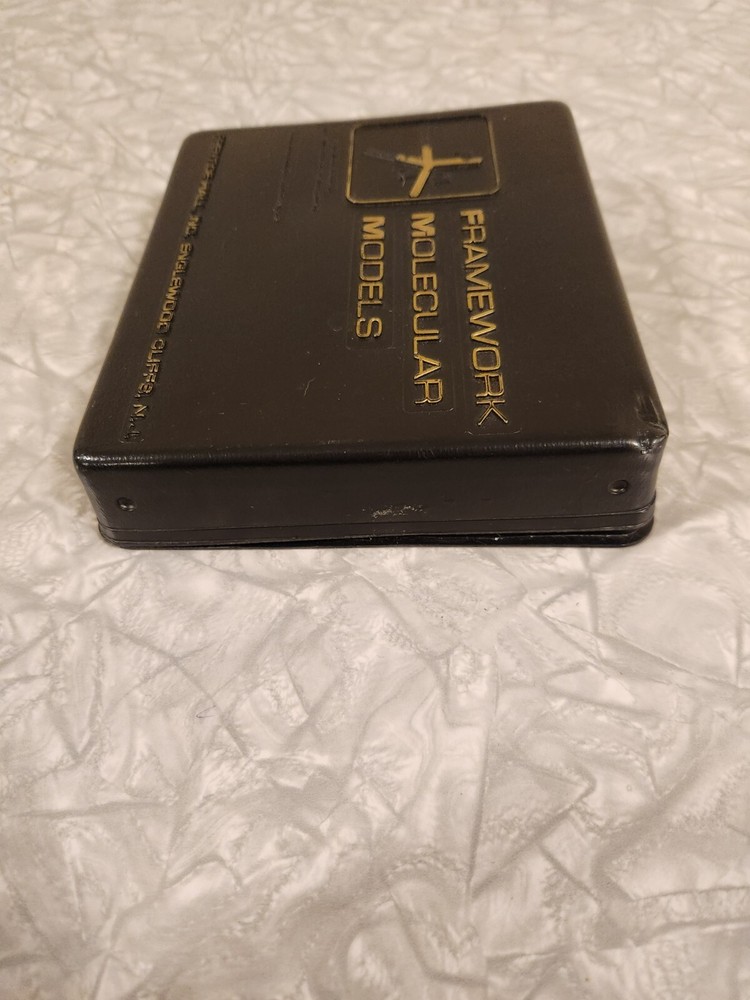 FRAMEWORK
MOLECULAR
MODELS
PRENTICE-HALL, INC. ENGLEWOOD CLIFFS, N.J.